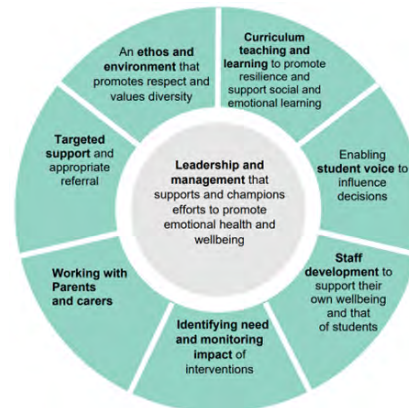 An ethos and
environment that
promotes respect and
values diversity
Curriculum
teaching and
learning to promote
resilience and
support social and
emotional learning
Enabling
student voice to
influence
decisions
Staff
development to
support their
own wellbeing
and that
of students
Identifying need
and monitoring
impact of
interventions
Working with
Parents
and carers
Targeted
support and
appropriate
referral
Leadership and
management that
supports and champions
efforts to promote
emotional health and
wellbeing